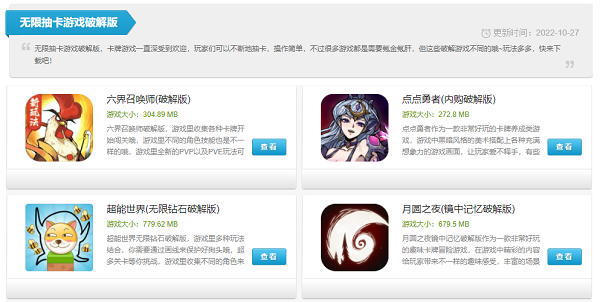 无限抽卡游戏破解版
更新时间：2022-10-27
无限抽卡游戏破解版，卡牌游戏一直深受到欢迎，玩家们可以不断地抽卡，操作简单，不过很多游戏都是需要氪金氪肝，但这些破解游戏不同的哦~玩法多多，快来下
载吧！
新玩法
六界召唤师(破解版)
游戏大小：304.89 MB
六界召唤师破解版，游戏里收集各种卡牌开
始闯关哦，游戏里不同的角色技能也是不一
样的哦，游戏里全新的PVP以及PVE玩法可
查看
点点勇者(内购破解版)
游戏大小：272.8 MB
点点勇者作为一款非常好玩的卡牌养成类游
戏，游戏中黑暗风格的美术搭配上各种充满
想象力的游戏画面，让玩家爱不释手，有些
查看
超能世界(无限钻石破解版)
游戏大小：779.62 MB
超能世界无限钻石破解版，游戏里多种玩法
结合，你需要通过画线来保护好狗头哦，超
多关卡等你挑战，游戏里收集不同的角色来
查看
月圆之夜(镜中记忆破解版)
游戏大小：679.5 MB
月圆之夜镜中记忆破解版作为一款非常好玩
的趣味卡牌冒险游戏，在游戏中精彩的内容
给玩家带来不一样的趣味感受，丰富的场景
查看